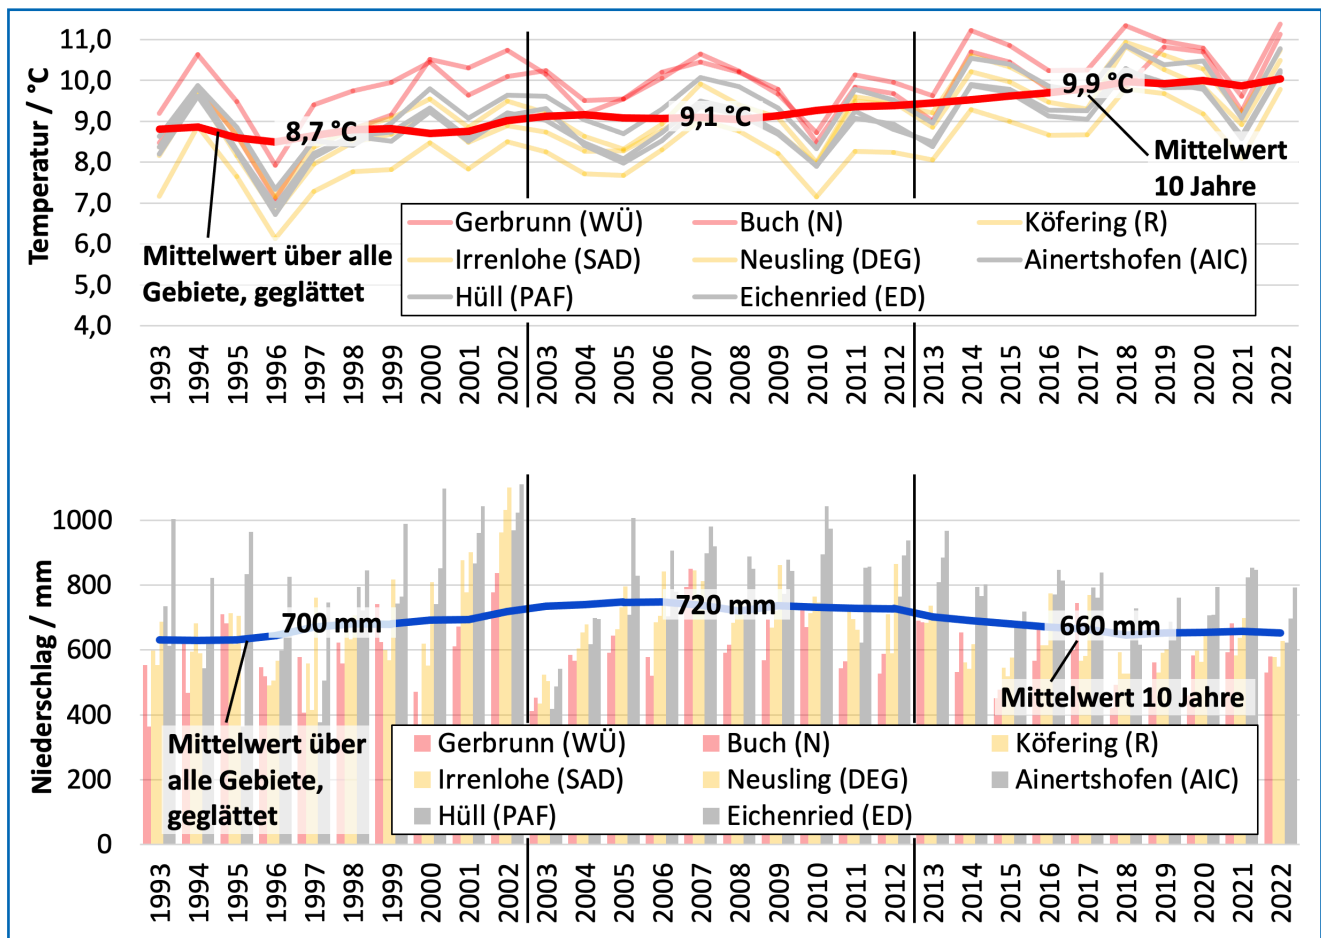 Temperatur / °C
11,0
10,0
9,0
8,0
7,0
6,0
5,0
4,0
8,7 °C
9,1 °C
9,9 °C
Mittelwert
10 Jahre
Mittelwert über alle
Gebiete, geglättet
Gerbrunn (WÜ) Buch (N) Köfering (R)
Irrenlohe (SAD) Neusling (DEG) Ainertshofen (AIC)
Hüll (PAF) Eichenried (ED)
1993 1994 1995 1996 1997 1998 1999 2000 2001 2002 2003 2004 2005 2006 2007 2008 2009 2010 2011 2012 2013 2014 2015 2016 2017 2018 2019 2020 2021 2022
Niederschlag / mm
1000
800
600
400
200
0
700 mm
720 mm
660 mm
Mittelwert 10 Jahre
Mittelwert über
alle Gebiete,
geglättet
Gerbrunn (WÜ) Buch (N) Köfering (R)
Irrenlohe (SAD) Neusling (DEG) Ainertshofen (AIC)
Hüll (PAF) Eichenried (ED)
1993 1994 1995 1996 1997 1998 1999 2000 2001 2002 2003 2004 2005 2006 2007 2008 2009 2010 2011 2012 2013 2014 2015 2016 2017 2018 2019 2020 2021 2022